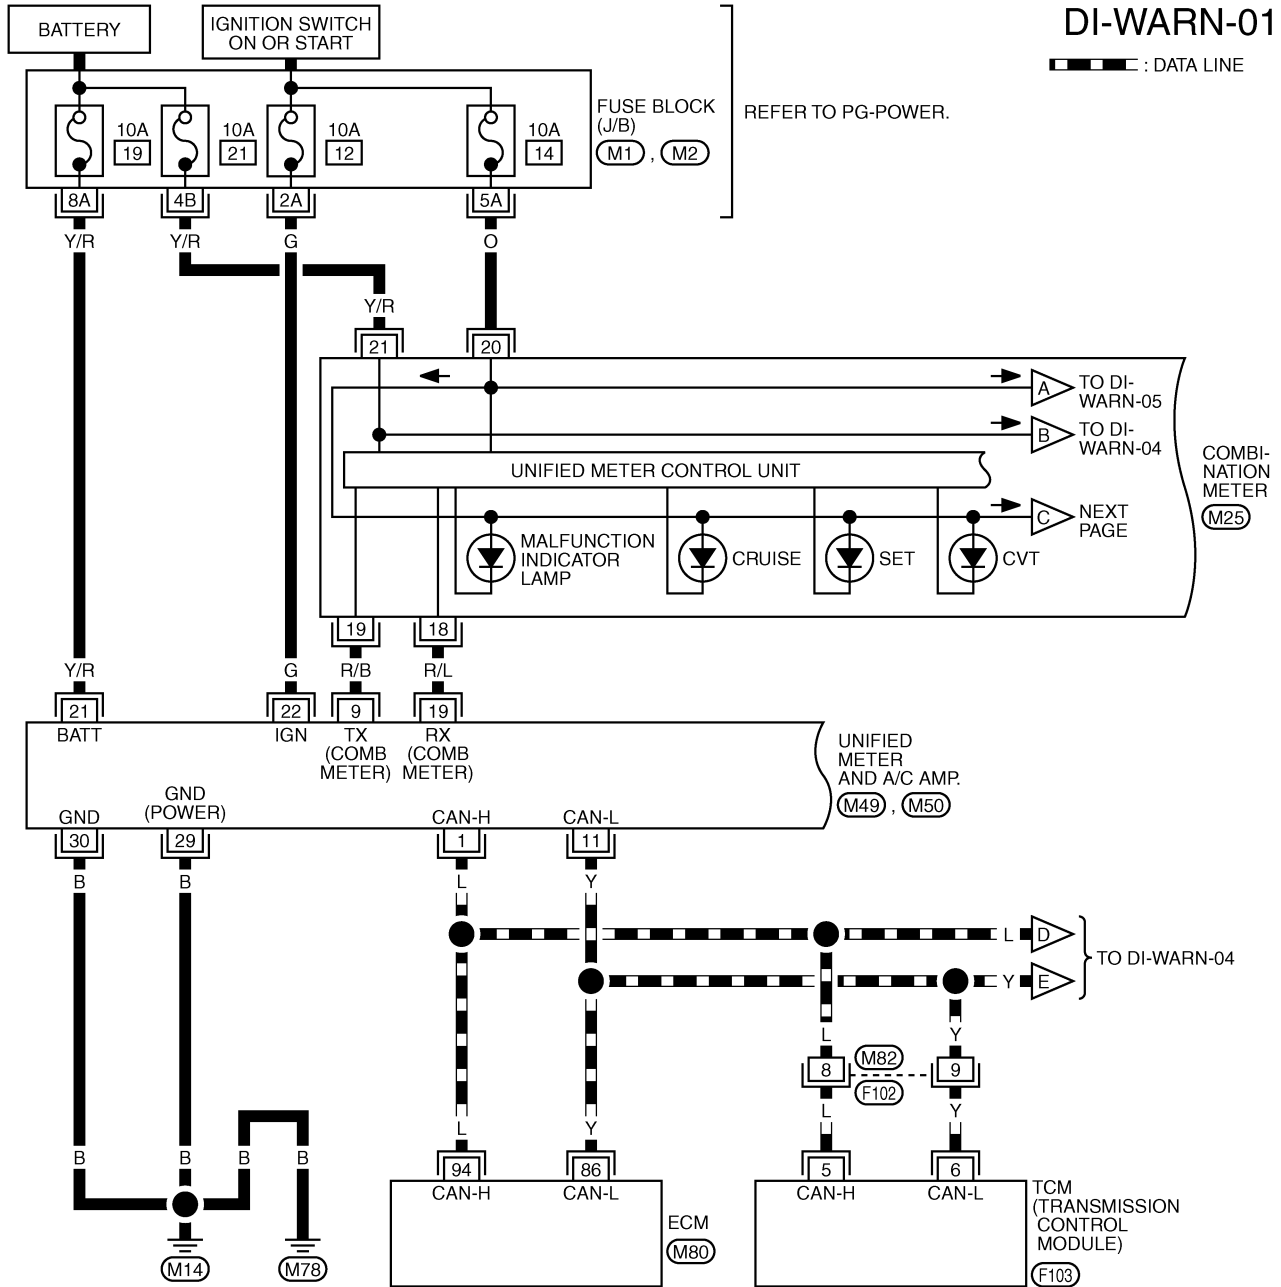 DI-WARN-01
: DATA LINE
BATTERY
IGNITION SWITCH
ON OR START
10A
19
10A
21
10A
12
10A
14
FUSE BLOCK
(J/B)
M1 , M2
REFER TO PG-POWER.
8A
4B
2A
5A
Y/R
Y/R
G
O
Y/R
21
20
A
TO DI-
WARN-05
B
TO DI-
WARN-04
UNIFIED METER CONTROL UNIT
COMBI-
NATION
METER
M25
C
NEXT
PAGE
MALFUNCTION
INDICATOR
LAMP
CRUISE
SET
CVT
19
18
Y/R
G
R/B
R/L
21
22
9
19
BATT
IGN
TX
(COMB
METER)
RX
(COMB
METER)
UNIFIED
METER
AND A/C AMP.
M49 , M50
GND
GND
(POWER)
CAN-H
CAN-L
30
29
1
11
B
B
L
Y
L
D
Y
E
TO DI-WARN-04
L
Y
8
M82
9
F102
L
Y
L
Y
B
B
B
B
94
86
5
6
CAN-H
CAN-L
CAN-H
CAN-L
ECM
M80
TCM
(TRANSMISSION
CONTROL
MODULE)
F103
M14
M78